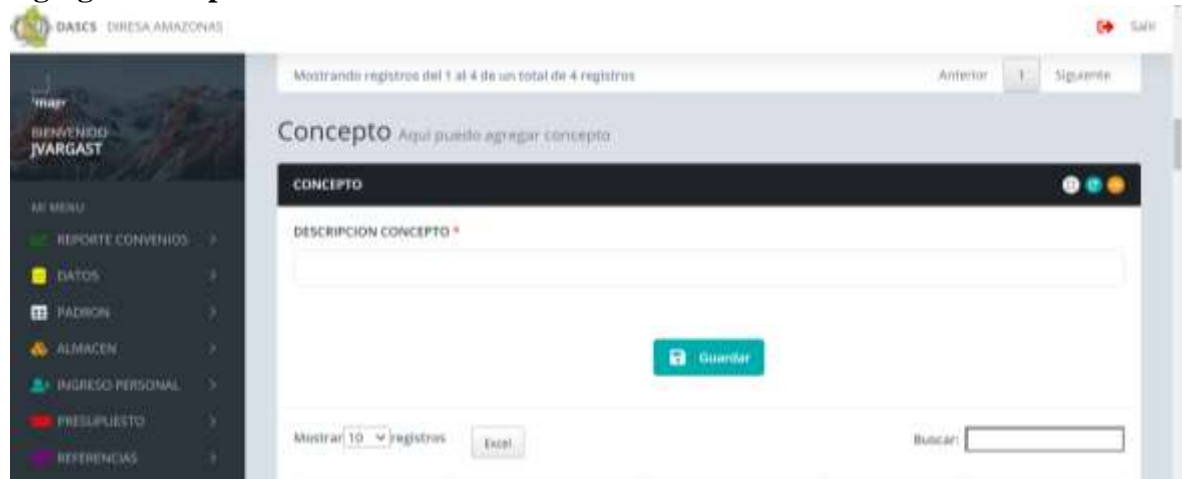 DASCS DIRESA AMAZONAS
Salir
Mostrando registros del 1 al 4 de un total de 4 registros
Anterior 1 Siguiente
BIENVENIDO
JVARGAST
Concepto Aqui puedo agregar concepto
CONCEPTO
MI MENU
REPORTE CONVENIOS
DATOS
PADRON
ALMACEN
INGRESO PERSONAL
PRESUPUESTO
REFERENCIAS
DESCRIPCION CONCEPTO *
Guardar
Mostrar 10 registros
Excel
Buscar: